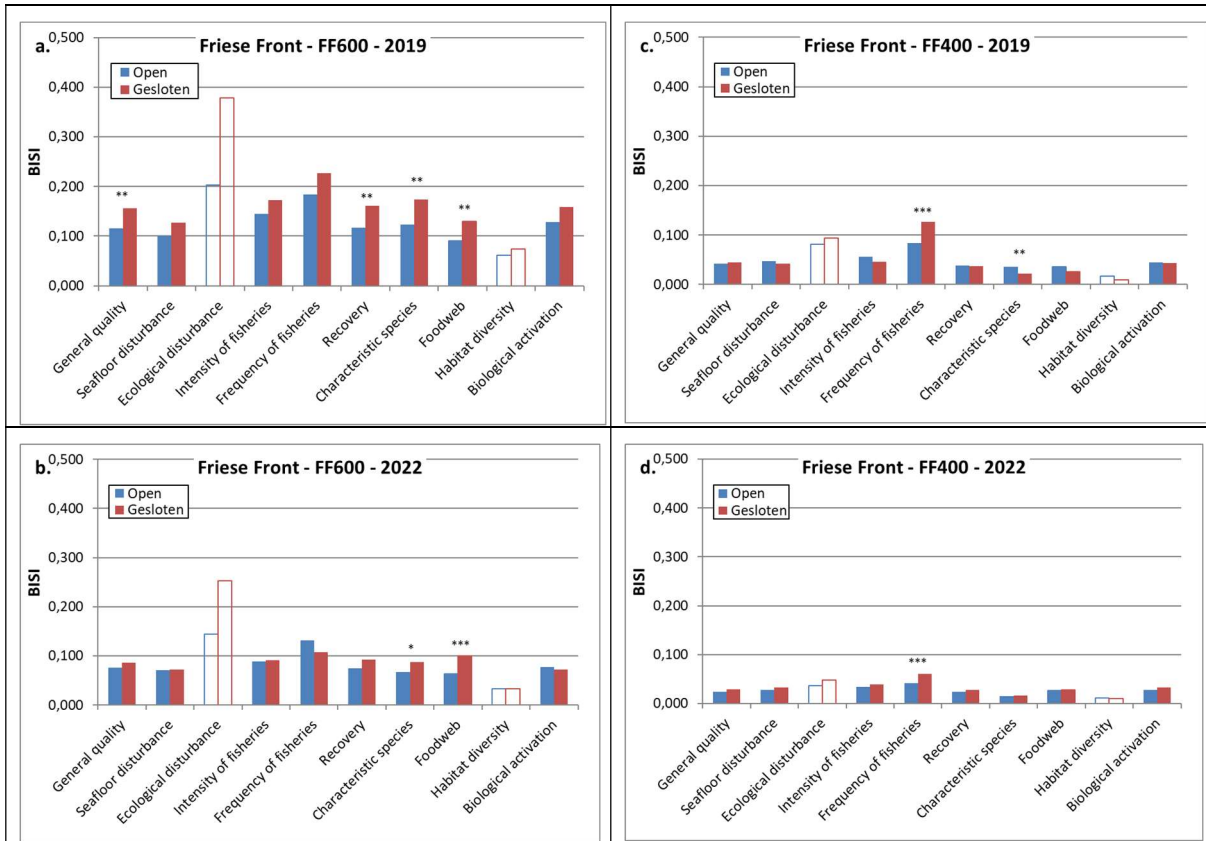 a.
Friese Front - FF600 - 2019
0,500
0,400
0,300
0,200
0,100
0,000
BISI
Open
Gesloten
**
**
**
**
General quality
Seafloor disturbance
Ecological disturbance
Intensity of fisheries
Frequency of fisheries
Recovery
Characteristic species
Foodweb
Habitat diversity
Biological activation
c.
Friese Front - FF400 - 2019
0,500
0,400
0,300
0,200
0,100
0,000
BISI
Open
Gesloten
***
**
General quality
Seafloor disturbance
Ecological disturbance
Intensity of fisheries
Frequency of fisheries
Recovery
Characteristic species
Foodweb
Habitat diversity
Biological activation
b.
Friese Front - FF600 - 2022
0,500
0,400
0,300
0,200
0,100
0,000
BISI
Open
Gesloten
*
***
General quality
Seafloor disturbance
Ecological disturbance
Intensity of fisheries
Frequency of fisheries
Recovery
Characteristic species
Foodweb
Habitat diversity
Biological activation
d.
Friese Front - FF400 - 2022
0,500
0,400
0,300
0,200
0,100
0,000
BISI
Open
Gesloten
***
General quality
Seafloor disturbance
Ecological disturbance
Intensity of fisheries
Frequency of fisheries
Recovery
Characteristic species
Foodweb
Habitat diversity
Biological activation